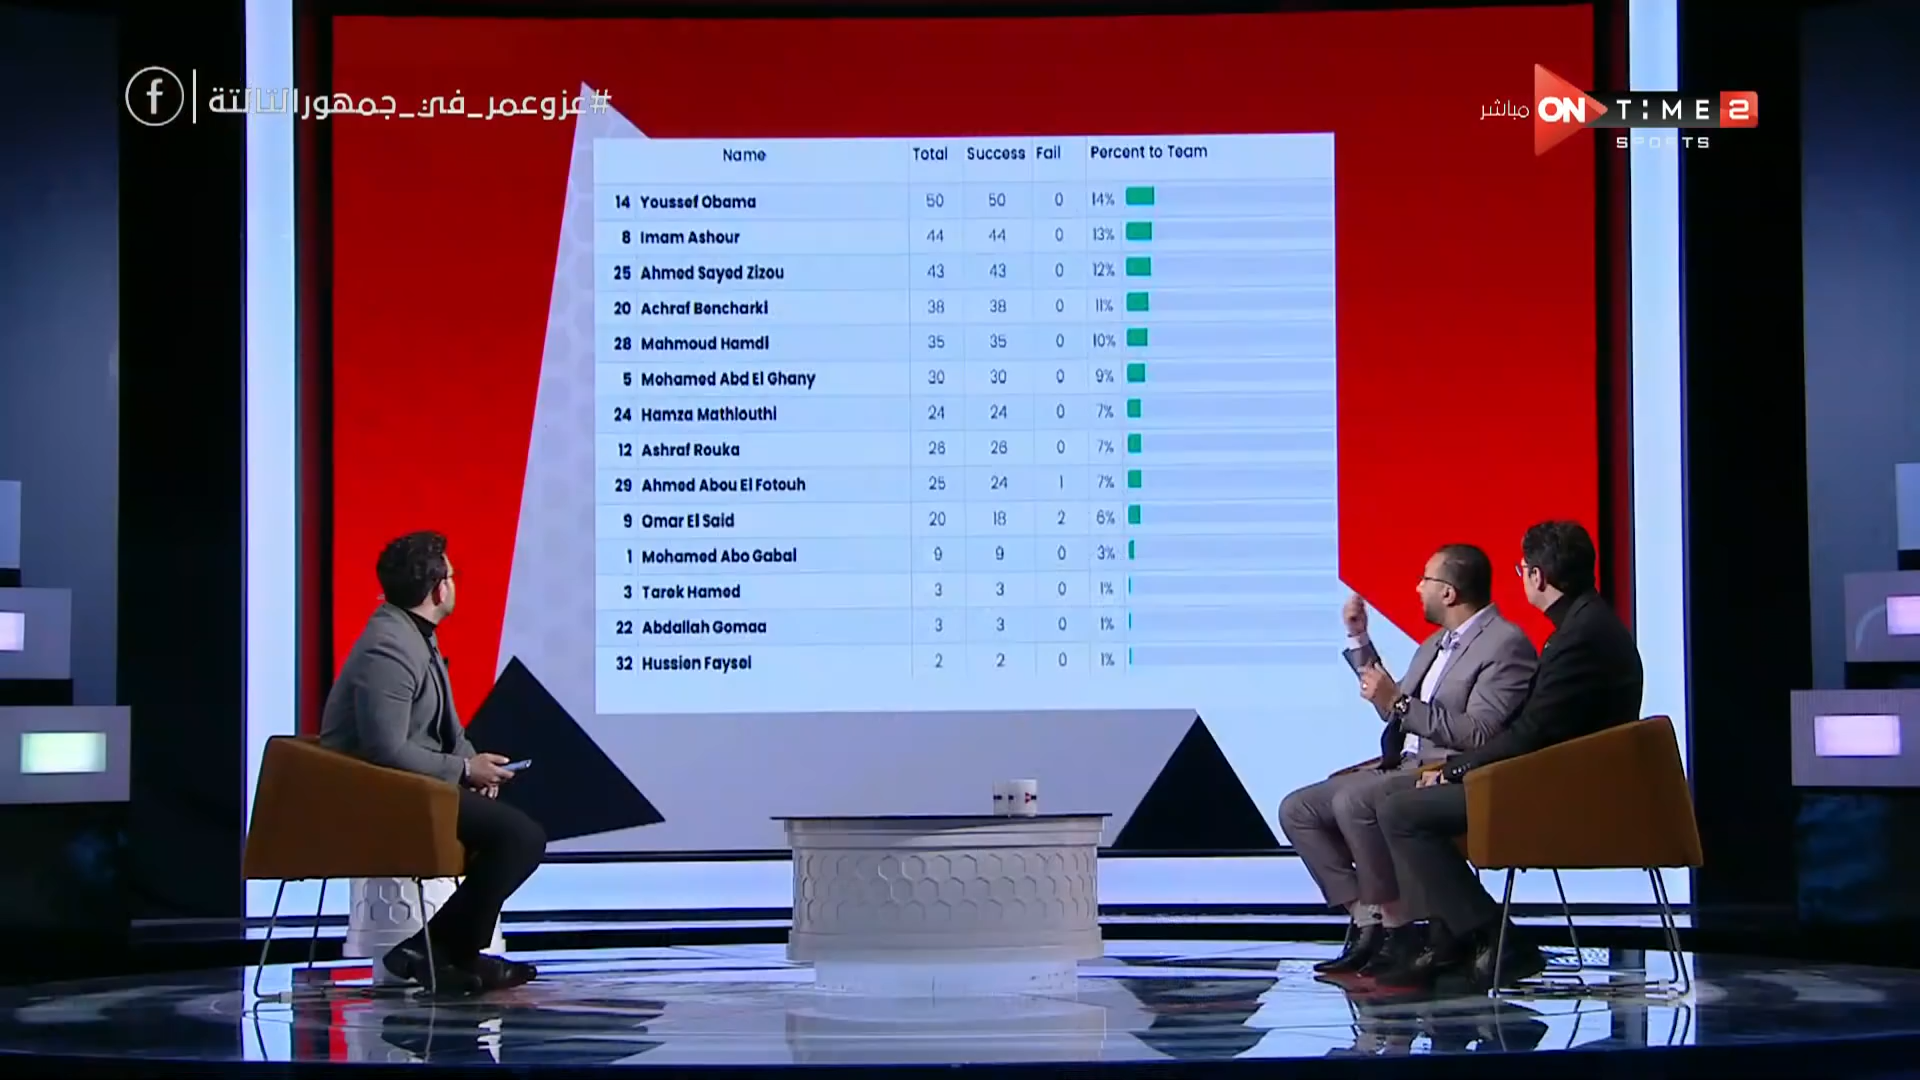 #عزوعمر_في_جمهورالتالتة
مباشر ON TIME 2
SPORTS
Name Total Success Fail Percent to Team
14 Youssef Obama 50 50 0 14%
8 Imam Ashour 44 44 0 13%
25 Ahmed Sayed Zizou 43 43 0 12%
20 Achraf Bencharki 38 38 0 11%
28 Mahmoud Hamdi 35 35 0 10%
5 Mohamed Abd El Ghany 30 30 0 9%
24 Hamza Mathlouthi 24 24 0 7%
12 Ashraf Rouka 26 26 0 7%
29 Ahmed Abou El Fotouh 25 24 1 7%
9 Omar El Said 20 18 2 6%
1 Mohamed Abo Gabal 9 9 0 3%
3 Tarek Hamed 3 3 0 1%
22 Abdallah Gomaa 3 3 0 1%
32 Hussien Faysel 2 2 0 1%